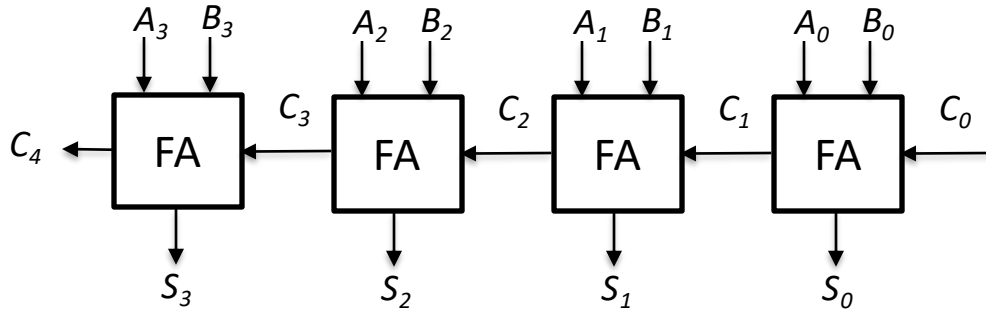 A₃ B₃ A₂ B₂ A₁ B₁ A₀ B₀
C₄ FA C₃ FA C₂ FA C₁ FA C₀
S₃ S₂ S₁ S₀